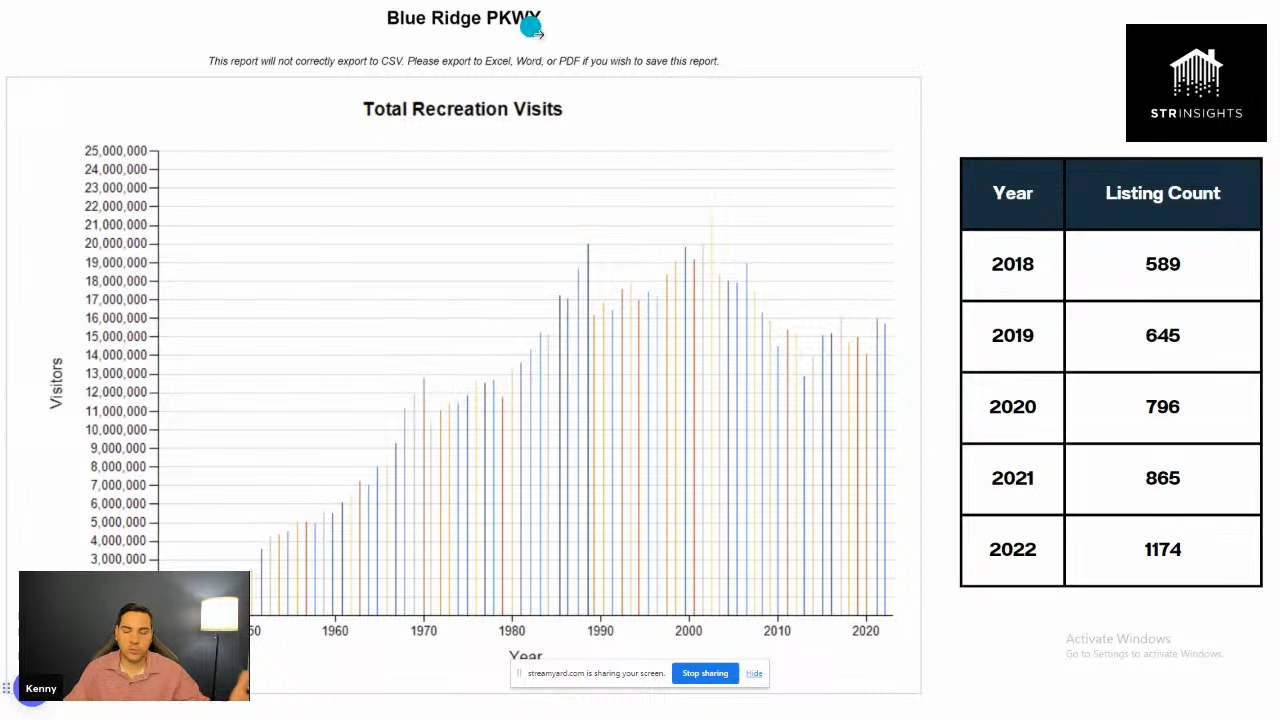 Blue Ridge PKWY
This report will not correctly export to CSV. Please export to Excel, Word, or PDF if you wish to save this report.
Total Recreation Visits
25,000,000
24,000,000
23,000,000
22,000,000
21,000,000
20,000,000
19,000,000
18,000,000
17,000,000
16,000,000
15,000,000
14,000,000
13,000,000
12,000,000
11,000,000
10,000,000
9,000,000
8,000,000
7,000,000
6,000,000
5,000,000
4,000,000
3,000,000
Visitors
50 1960 1970 1980 1990 2000 2010 2020
Year
STRINSIGHTS
Year Listing Count
2018 589
2019 645
2020 796
2021 865
2022 1174
Activate Windows
Go to Settings to activate Windows.
streamyard.com is sharing your screen. Stop sharing Hide
Kenny